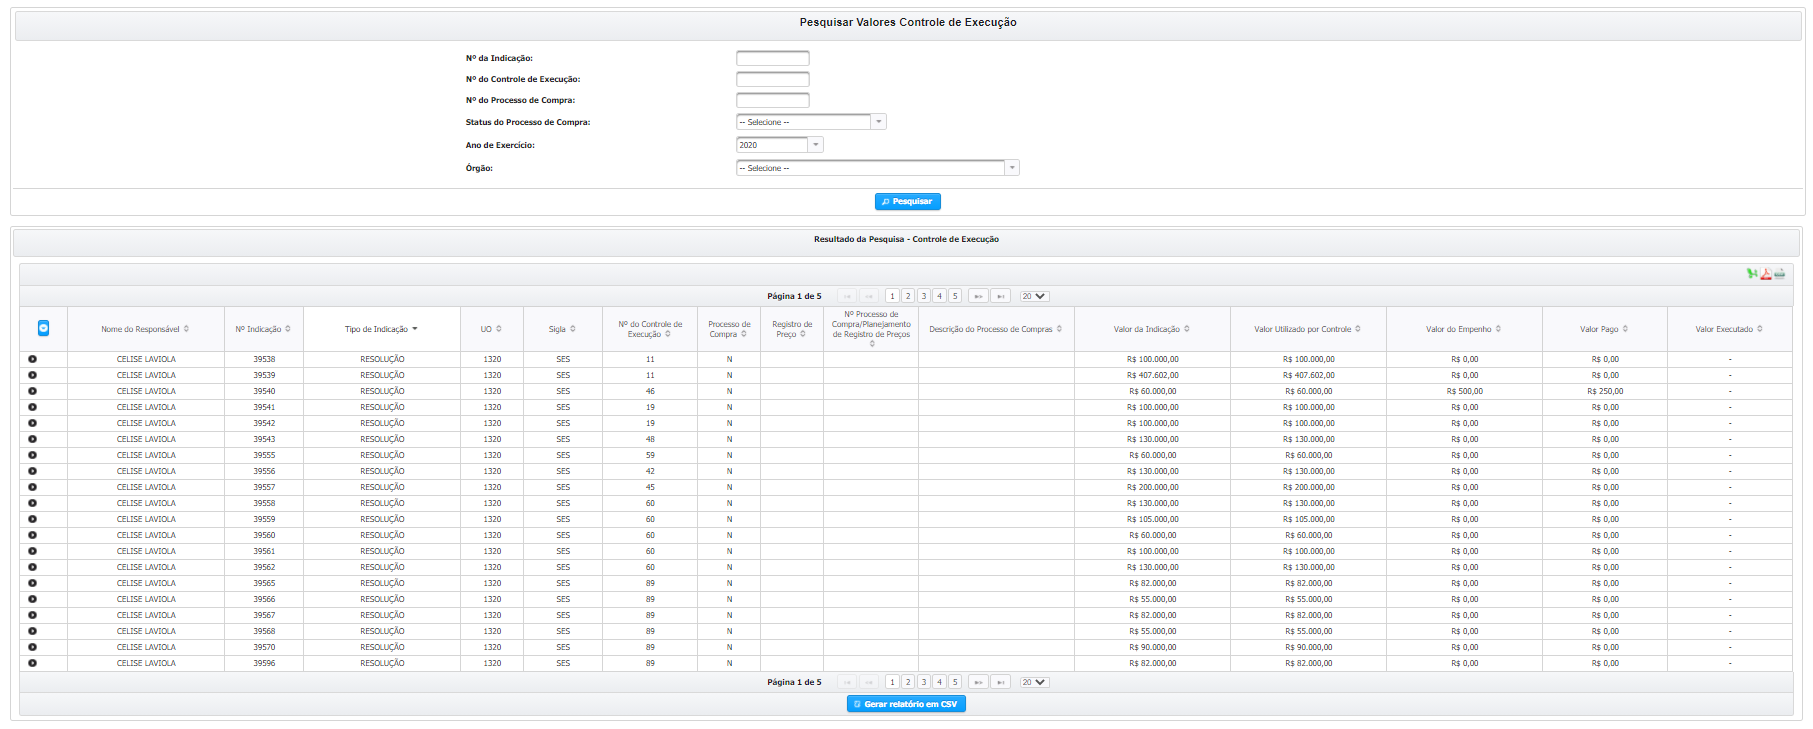 Pesquisar Valores Controle de Execução
Nº da Indicação:
Nº do Controle de Execução:
Nº do Processo de Compra:
Status do Processo de Compra: -- Selecione --
Ano de Exercício: 2020
Órgão: -- Selecione --
Pesquisar
Resultado da Pesquisa - Controle de Execução
Página 1 de 5 1 2 3 4 5 20
Nome do Responsável Nº Indicação Tipo de Indicação UO Sigla Nº do Controle de Execução Processo de Compra Registro de Preço Nº Processo de Compra/Planejamento de Registro de Preços Descrição do Processo de Compras Valor da Indicação Valor Utilizado por Controle Valor do Empenho Valor Pago Valor Executado
CELISE LAVIOLA 39538 RESOLUÇÃO 1320 SES 11 N R$ 100.000,00 R$ 100.000,00 R$ 0,00 R$ 0,00 -
CELISE LAVIOLA 39539 RESOLUÇÃO 1320 SES 11 N R$ 407.602,00 R$ 407.602,00 R$ 0,00 R$ 0,00 -
CELISE LAVIOLA 39540 RESOLUÇÃO 1320 SES 46 N R$ 60.000,00 R$ 60.000,00 R$ 500,00 R$ 250,00 -
CELISE LAVIOLA 39541 RESOLUÇÃO 1320 SES 19 N R$ 100.000,00 R$ 100.000,00 R$ 0,00 R$ 0,00 -
CELISE LAVIOLA 39542 RESOLUÇÃO 1320 SES 19 N R$ 100.000,00 R$ 100.000,00 R$ 0,00 R$ 0,00 -
CELISE LAVIOLA 39543 RESOLUÇÃO 1320 SES 48 N R$ 130.000,00 R$ 130.000,00 R$ 0,00 R$ 0,00 -
CELISE LAVIOLA 39555 RESOLUÇÃO 1320 SES 59 N R$ 60.000,00 R$ 60.000,00 R$ 0,00 R$ 0,00 -
CELISE LAVIOLA 39556 RESOLUÇÃO 1320 SES 42 N R$ 130.000,00 R$ 130.000,00 R$ 0,00 R$ 0,00 -
CELISE LAVIOLA 39557 RESOLUÇÃO 1320 SES 45 N R$ 200.000,00 R$ 200.000,00 R$ 0,00 R$ 0,00 -
CELISE LAVIOLA 39558 RESOLUÇÃO 1320 SES 60 N R$ 130.000,00 R$ 130.000,00 R$ 0,00 R$ 0,00 -
CELISE LAVIOLA 39559 RESOLUÇÃO 1320 SES 60 N R$ 105.000,00 R$ 105.000,00 R$ 0,00 R$ 0,00 -
CELISE LAVIOLA 39560 RESOLUÇÃO 1320 SES 60 N R$ 60.000,00 R$ 60.000,00 R$ 0,00 R$ 0,00 -
CELISE LAVIOLA 39561 RESOLUÇÃO 1320 SES 60 N R$ 100.000,00 R$ 100.000,00 R$ 0,00 R$ 0,00 -
CELISE LAVIOLA 39562 RESOLUÇÃO 1320 SES 60 N R$ 130.000,00 R$ 130.000,00 R$ 0,00 R$ 0,00 -
CELISE LAVIOLA 39565 RESOLUÇÃO 1320 SES 89 N R$ 82.000,00 R$ 82.000,00 R$ 0,00 R$ 0,00 -
CELISE LAVIOLA 39566 RESOLUÇÃO 1320 SES 89 N R$ 55.000,00 R$ 55.000,00 R$ 0,00 R$ 0,00 -
CELISE LAVIOLA 39567 RESOLUÇÃO 1320 SES 89 N R$ 82.000,00 R$ 82.000,00 R$ 0,00 R$ 0,00 -
CELISE LAVIOLA 39568 RESOLUÇÃO 1320 SES 89 N R$ 55.000,00 R$ 55.000,00 R$ 0,00 R$ 0,00 -
CELISE LAVIOLA 39570 RESOLUÇÃO 1320 SES 89 N R$ 90.000,00 R$ 90.000,00 R$ 0,00 R$ 0,00 -
CELISE LAVIOLA 39596 RESOLUÇÃO 1320 SES 89 N R$ 82.000,00 R$ 82.000,00 R$ 0,00 R$ 0,00 -
Página 1 de 5 1 2 3 4 5 20
Gerar relatório em CSV